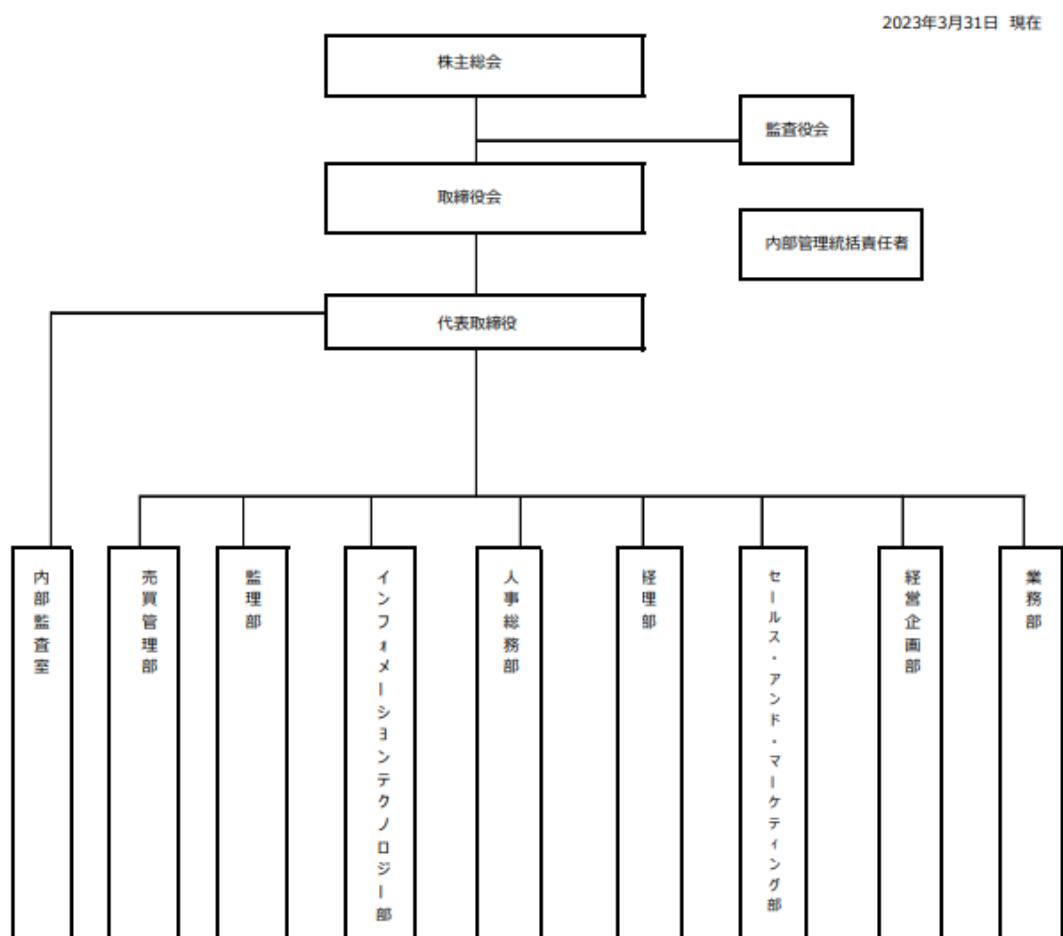 2023年3月31日 現在
株主総会
監査役会
取締役会
内部管理統括責任者
代表取締役
内部監査室
売買管理部
監理部
インフォメーションテクノロジー部
人事総務部
経理部
セールス・アンド・マーケティング部
経営企画部
業務部